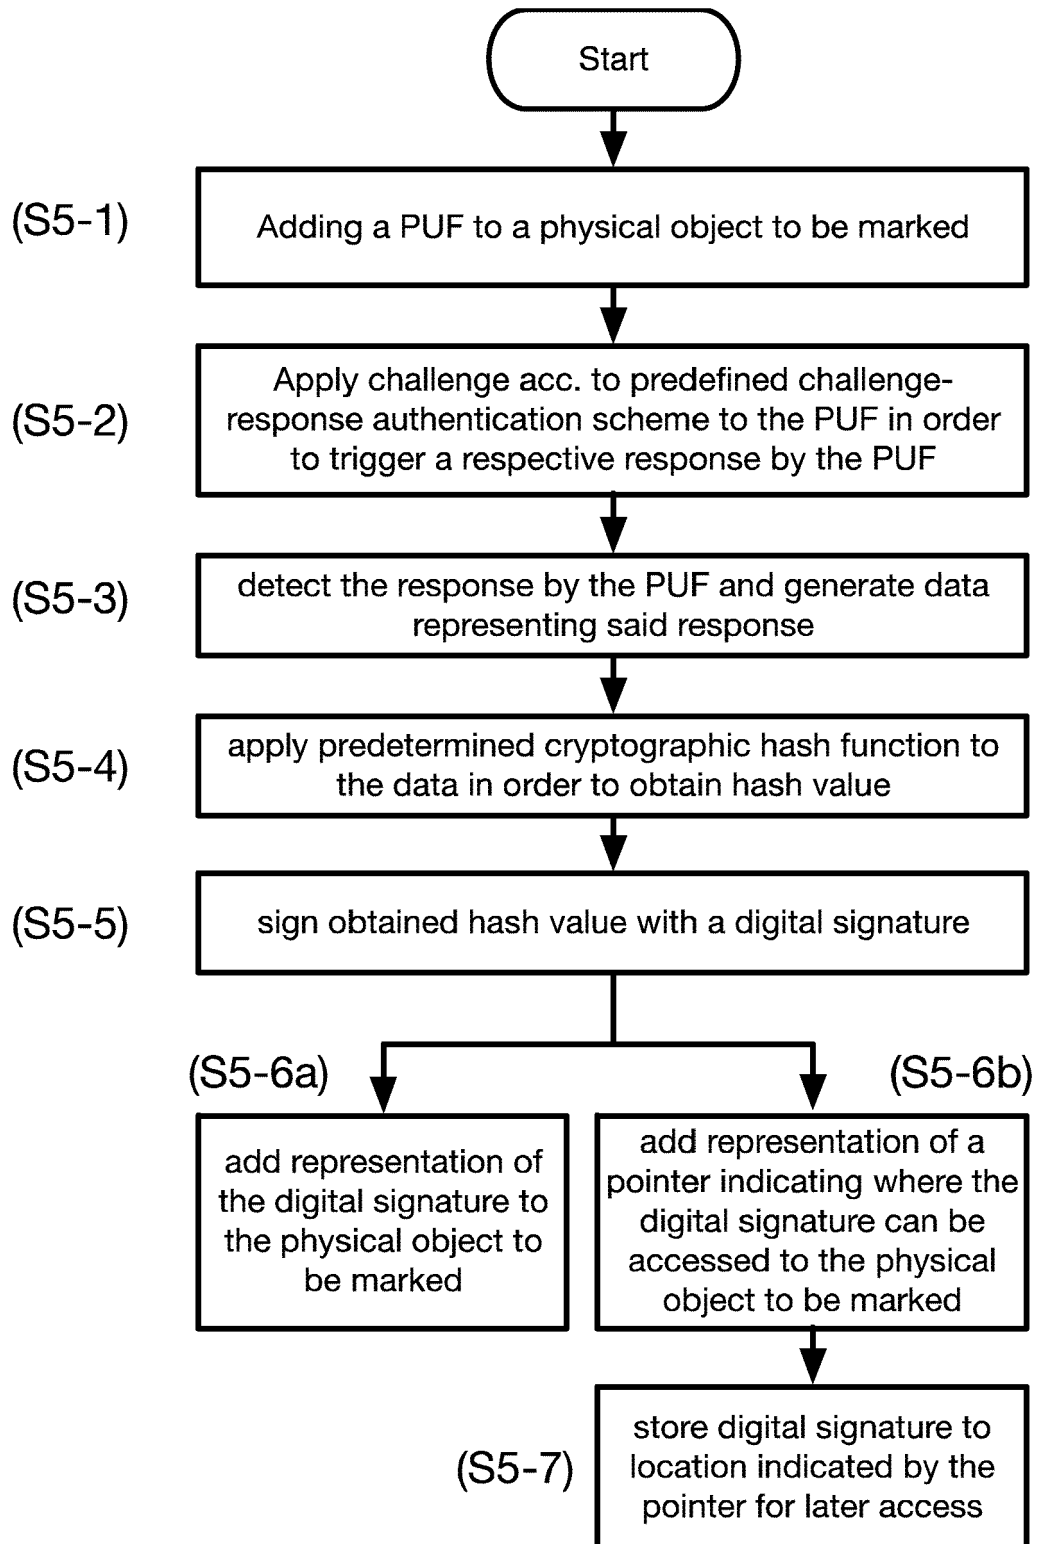 Start
(S5-1)
Adding a PUF to a physical object to be marked
(S5-2)
Apply challenge acc. to predefined challenge-
response authentication scheme to the PUF in order
to trigger a respective response by the PUF
(S5-3)
detect the response by the PUF and generate data
representing said response
(S5-4)
apply predetermined cryptographic hash function to
the data in order to obtain hash value
(S5-5)
sign obtained hash value with a digital signature
(S5-6a)
add representation of
the digital signature to
the physical object to
be marked
(S5-6b)
add representation of a
pointer indicating where the
digital signature can be
accessed to the physical
object to be marked
(S5-7)
store digital signature to
location indicated by the
pointer for later access